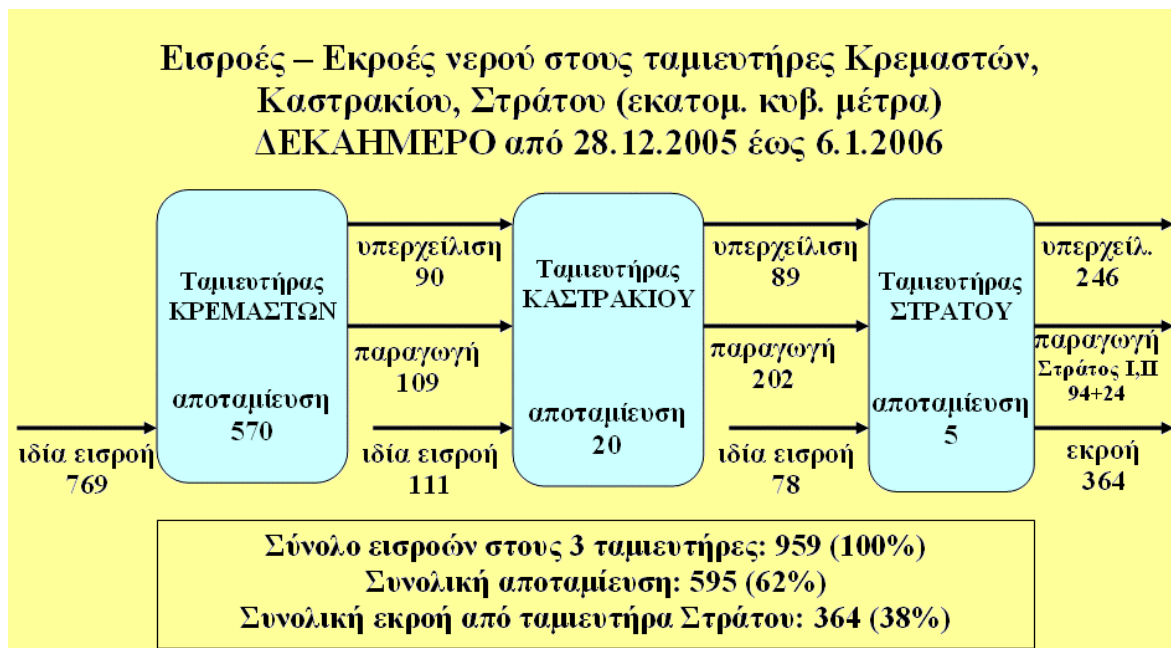 Εισροές – Εκροές νερού στους ταμιευτήρες Κρεμαστών,
Καστρακίου, Στράτου (εκατομ. κυβ. μέτρα)
ΔΕΚΑΗΜΕΡΟ από 28.12.2005 έως 6.1.2006
Ταμιευτήρας
ΚΡΕΜΑΣΤΩΝ
αποταμίευση
570
ιδία εισροή
769
υπερχείλιση
90
παραγωγή
109
ιδία εισροή
111
Ταμιευτήρας
ΚΑΣΤΡΑΚΙΟΥ
αποταμίευση
20
υπερχείλιση
89
παραγωγή
202
ιδία εισροή
78
Ταμιευτήρας
ΣΤΡΑΤΟΥ
αποταμίευση
5
υπερχείλ.
246
παραγωγή
Στράτος Ι,ΙΙ
94+24
εκροή
364
Σύνολο εισροών στους 3 ταμιευτήρες: 959 (100%)
Συνολική αποταμίευση: 595 (62%)
Συνολική εκροή από ταμιευτήρα Στράτου: 364 (38%)